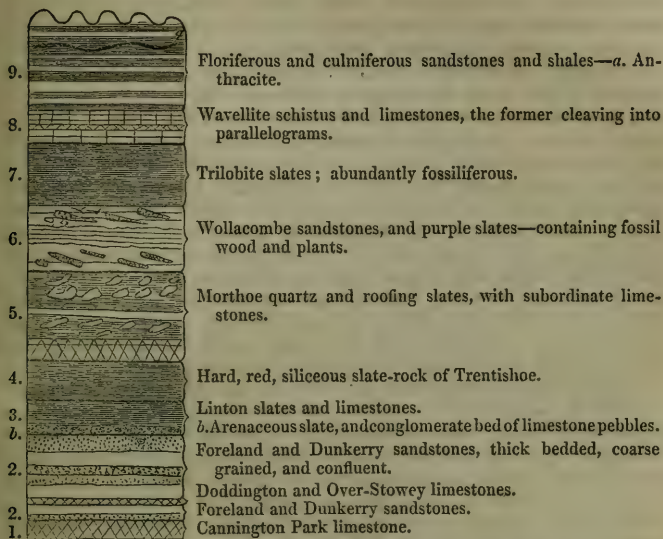 a
9. Floriferous and culmiferous sandstones and shales—a. An-
thracite.
8. Wavellite schistus and limestones, the former cleaving into
parallelograms.
7. Trilobite slates; abundantly fossiliferous.
6. Wollacombe sandstones, and purple slates—containing fossil
wood and plants.
5. Morthoe quartz and roofing slates, with subordinate lime-
stones.
4. Hard, red, siliceous slate-rock of Trentishoe.
3. Linton slates and limestones.
b. b. Arenaceous slate, and conglomerate bed of limestone pebbles.
2. Foreland and Dunkerry sandstones, thick bedded, coarse
grained, and confluent.
Doddington and Over-Stowey limestones.
2. Foreland and Dunkerry sandstones.
1. Cannington Park limestone.